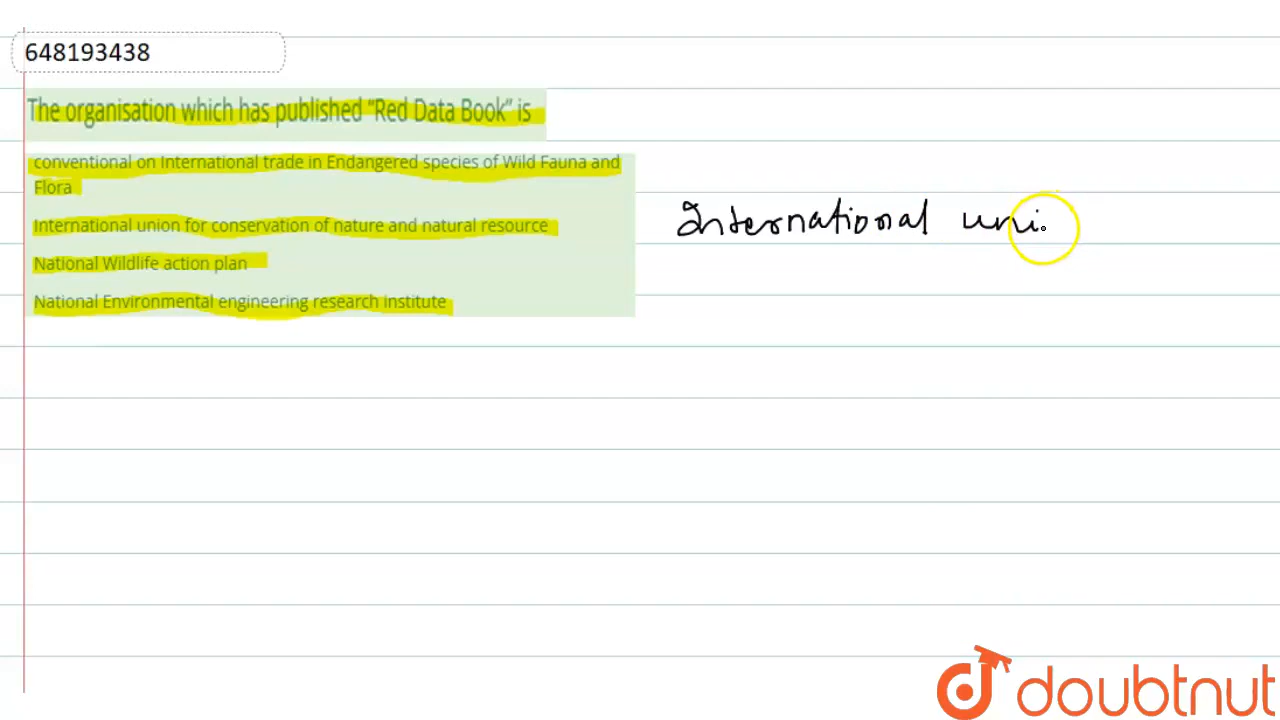 648193438
The organisation which has published “Red Data Book” is
conventional on International trade in Endangered species of Wild Fauna and
Flora
International union for conservation of nature and natural resource
National Wildlife action plan
National Environmental engineering research institute
International uni
doubtnut